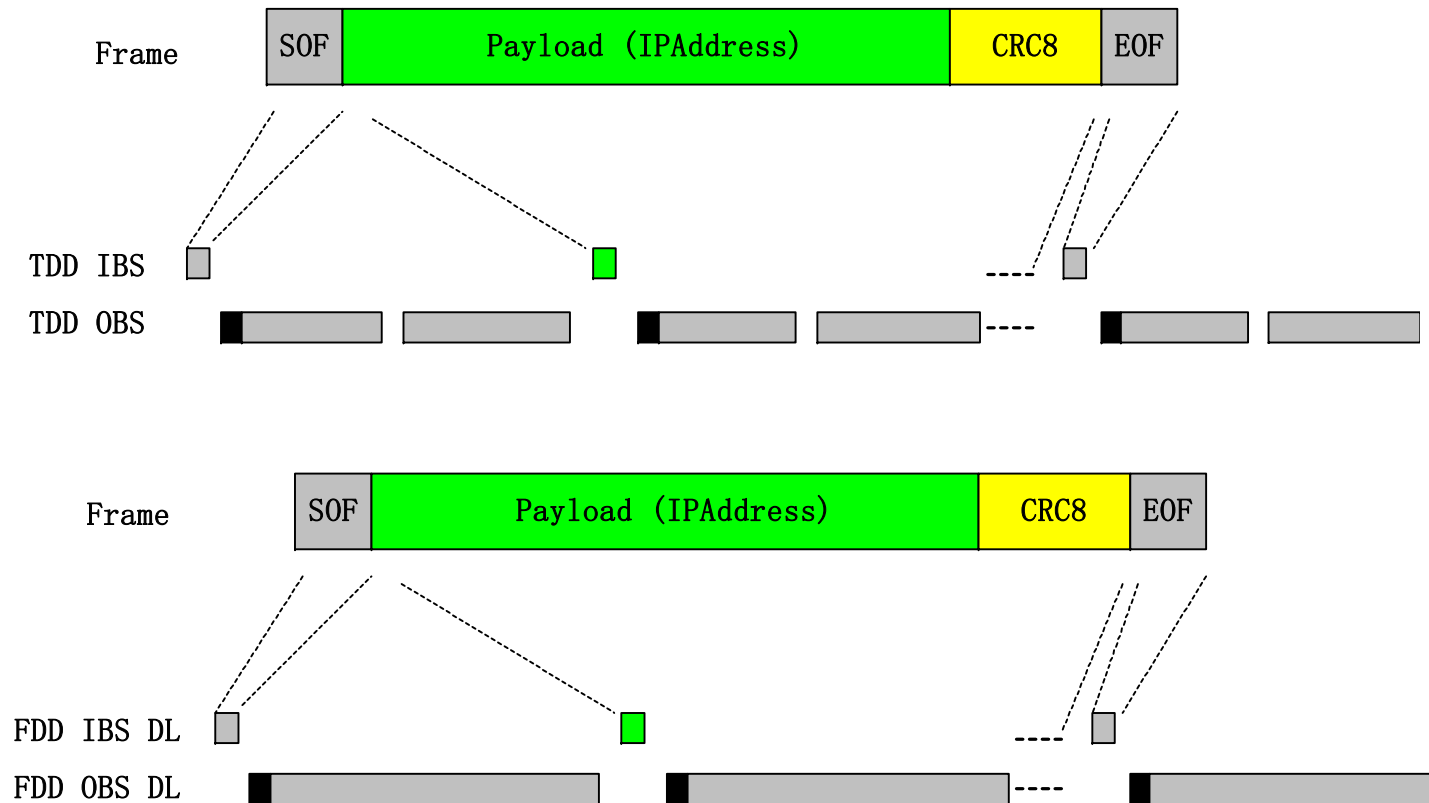 Frame SOF Payload (IPAddress) CRC8 EOF
TDD IBS
TDD OBS
Frame SOF Payload (IPAddress) CRC8 EOF
FDD IBS DL
FDD OBS DL